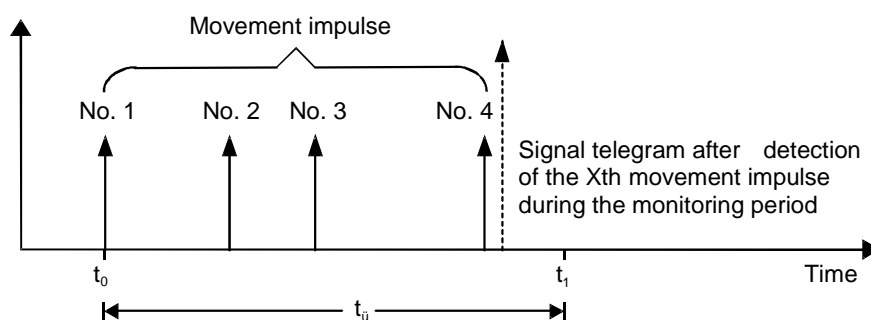 Movement impulse
No. 1 No. 2 No. 3 No. 4
Signal telegram after detection
of the Xth movement impulse
during the monitoring period
t₀ t₁ Time
tü